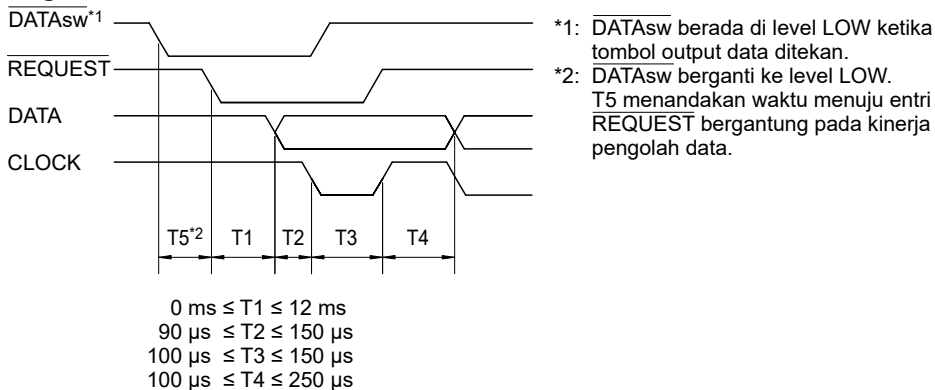 DATAsw*1
REQUEST
DATA
CLOCK
T5*2 T1 T2 T3 T4
0 ms ≤ T1 ≤ 12 ms
90 μs ≤ T2 ≤ 150 μs
100 μs ≤ T3 ≤ 150 μs
100 μs ≤ T4 ≤ 250 μs
*1: DATAsw berada di level LOW ketika
tombol output data ditekan.
*2: DATAsw berganti ke level LOW.
T5 menandakan waktu menuju entri
REQUEST bergantung pada kinerja
pengolah data.